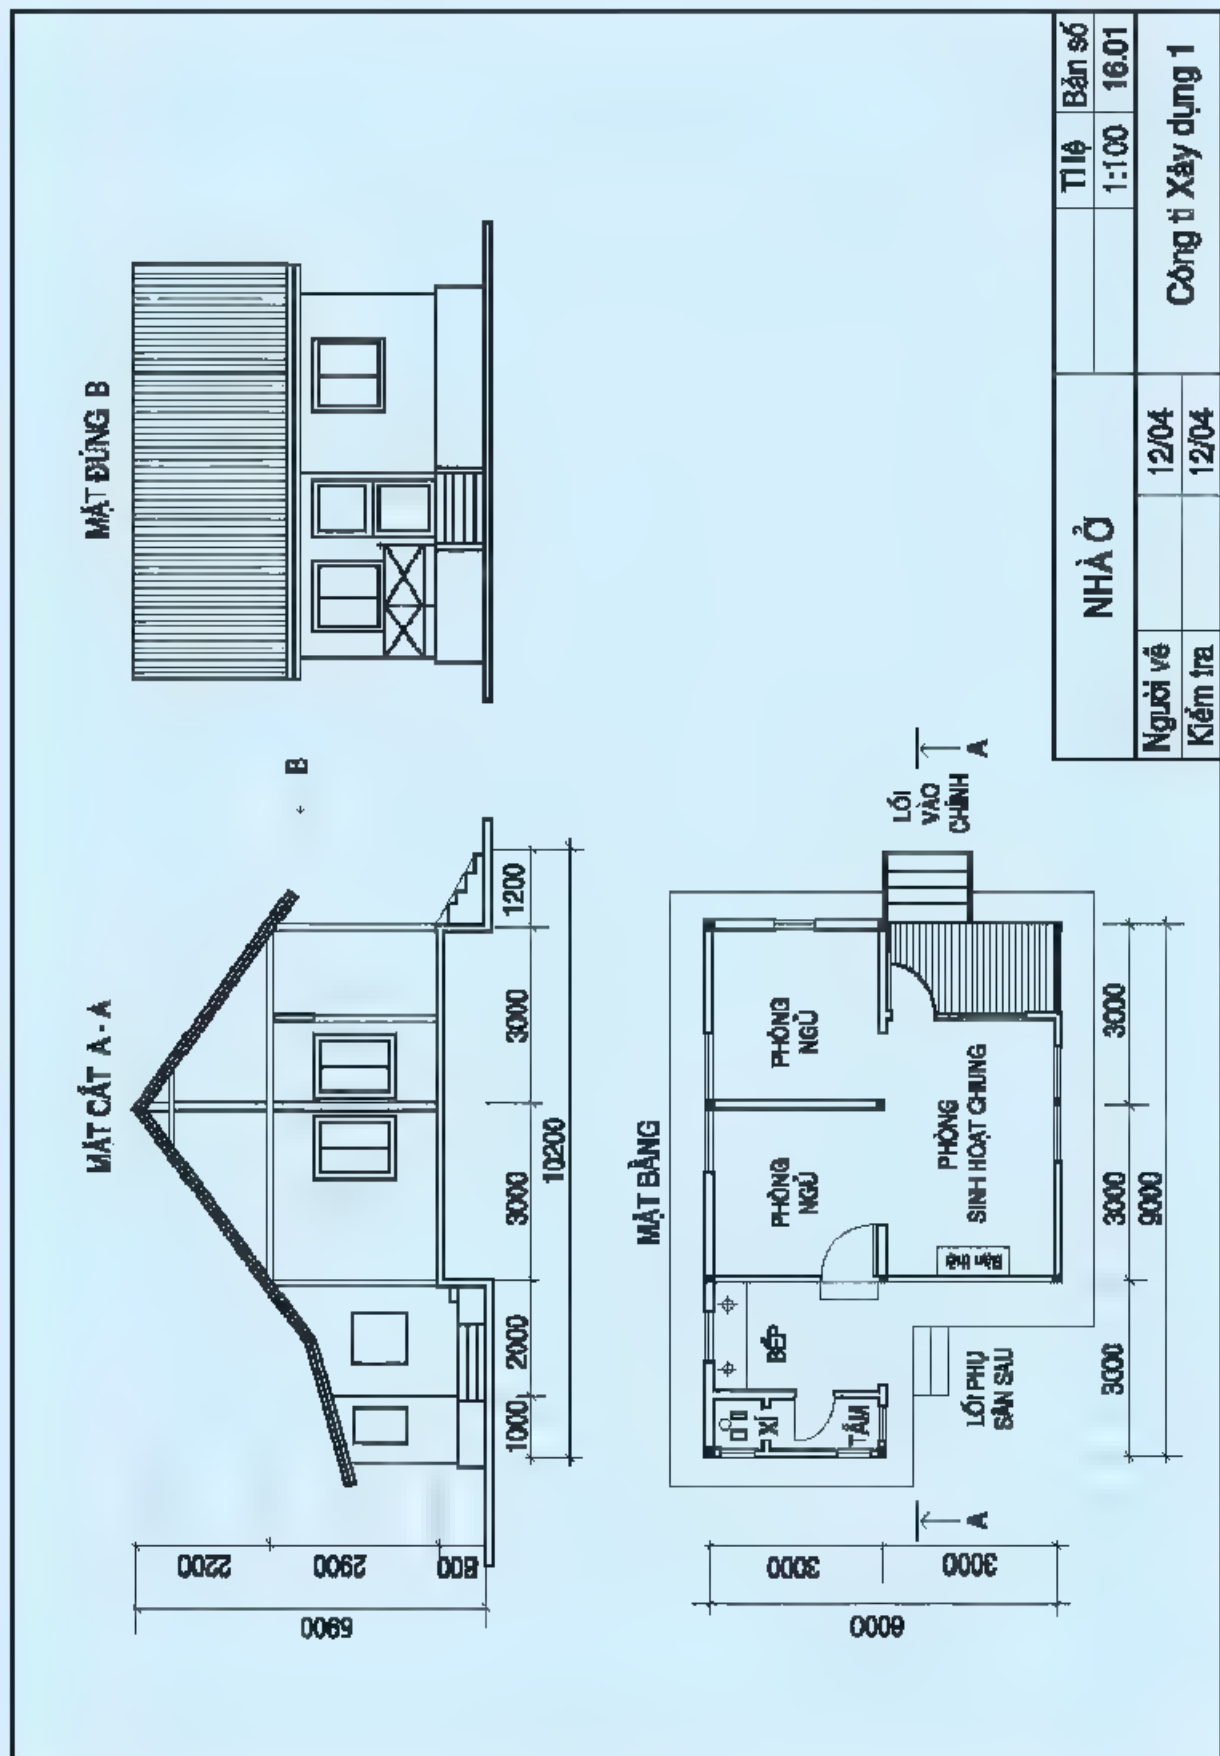 MẶT CẮT A - A
MẶT ĐÚNG B
B
2200
2900
800
5900
1000
2000
3000
3000
1200
10200
MẶT BẰNG
PHÒNG
NGỦ
PHÒNG
NGỦ
BẾP
XÍ
TẮM
PHÒNG
SINH HOẠT CHUNG
LỐI
VÀO
CHÍNH
LỐI PHỤ
SÂN SAU
A
A
3000
3000
6000
3000
3000
3000
9000
NHÀ Ở
Tỉ lệ
Bản số
1:100
16.01
Người vẽ
12/04
Kiểm tra
12/04
Công ti Xây dụng 1